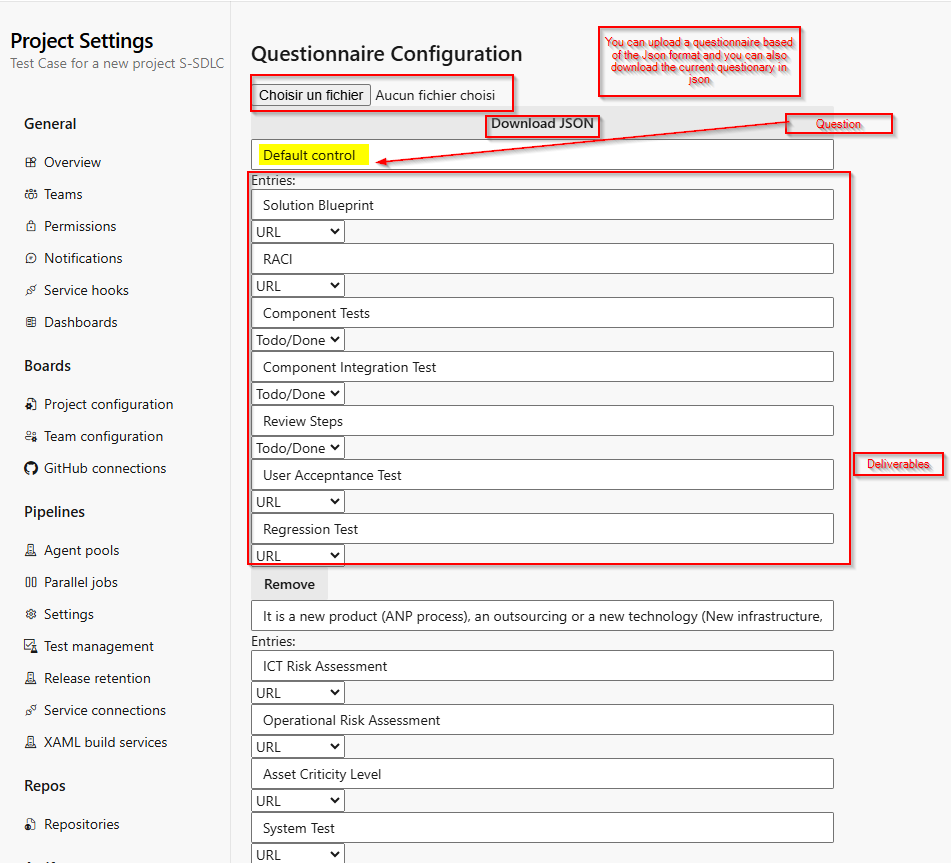 Project Settings
Test Case for a new project S-SDLC
General
Overview
Teams
Permissions
Notifications
Service hooks
Dashboards
Boards
Project configuration
Team configuration
GitHub connections
Pipelines
Agent pools
Parallel jobs
Settings
Test management
Release retention
Service connections
XAML build services
Repos
Repositories
Questionnaire Configuration
You can upload a questionnaire based
of the Json format and you can also
download the current questionary in
json
Choisir un fichier Aucun fichier choisi
Download JSON
Question
Default control
Entries:
Solution Blueprint
URL
RACI
URL
Component Tests
Todo/Done
Component Integration Test
Todo/Done
Review Steps
Todo/Done
User Accepntance Test
URL
Regression Test
URL
Deliverables
Remove
It is a new product (ANP process), an outsourcing or a new technology (New infrastructure,
Entries:
ICT Risk Assessment
URL
Operational Risk Assessment
URL
Asset Criticity Level
URL
System Test
URL